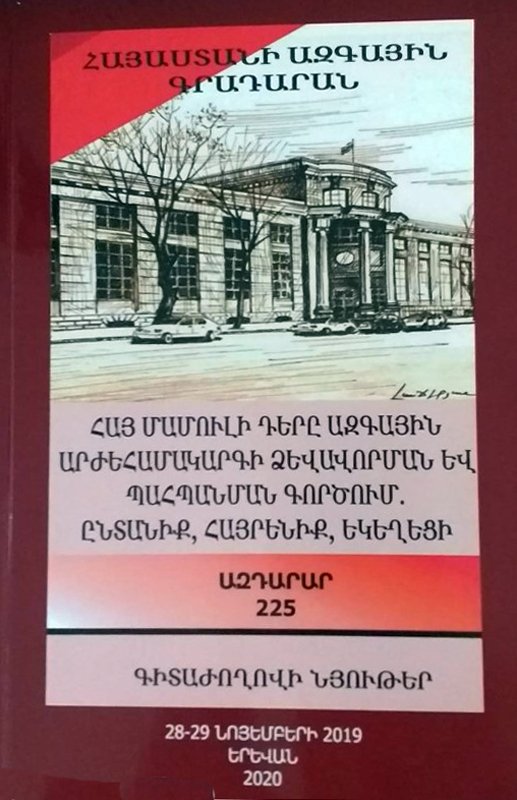 ՀԱՅԱՍՏԱՆԻ ԱԶԳԱՅԻՆ
ԳՐԱԴԱՐԱՆ
ՀԱՅ ՄԱՄՈՒԼԻ ԴԵՐԸ ԱԶԳԱՅԻՆ
ԱՐԺԵՀԱՄԱԿԱՐԳԻ ՁԵՎԱՎՈՐՄԱՆ ԵՎ
ՊԱՀՊԱՆՄԱՆ ԳՈՐԾՈՒՄ.
ԸՆՏԱՆԻՔ, ՀԱՅՐԵՆԻՔ, ԵԿԵՂԵՑԻ
ԱԶԴԱՐԱՐ
225
ԳԻՏԱԺՈՂՈՎԻ ՆՅՈՒԹԵՐ
28-29 ՆՈՅԵՄԲԵՐԻ 2019
ԵՐԵՎԱՆ
2020